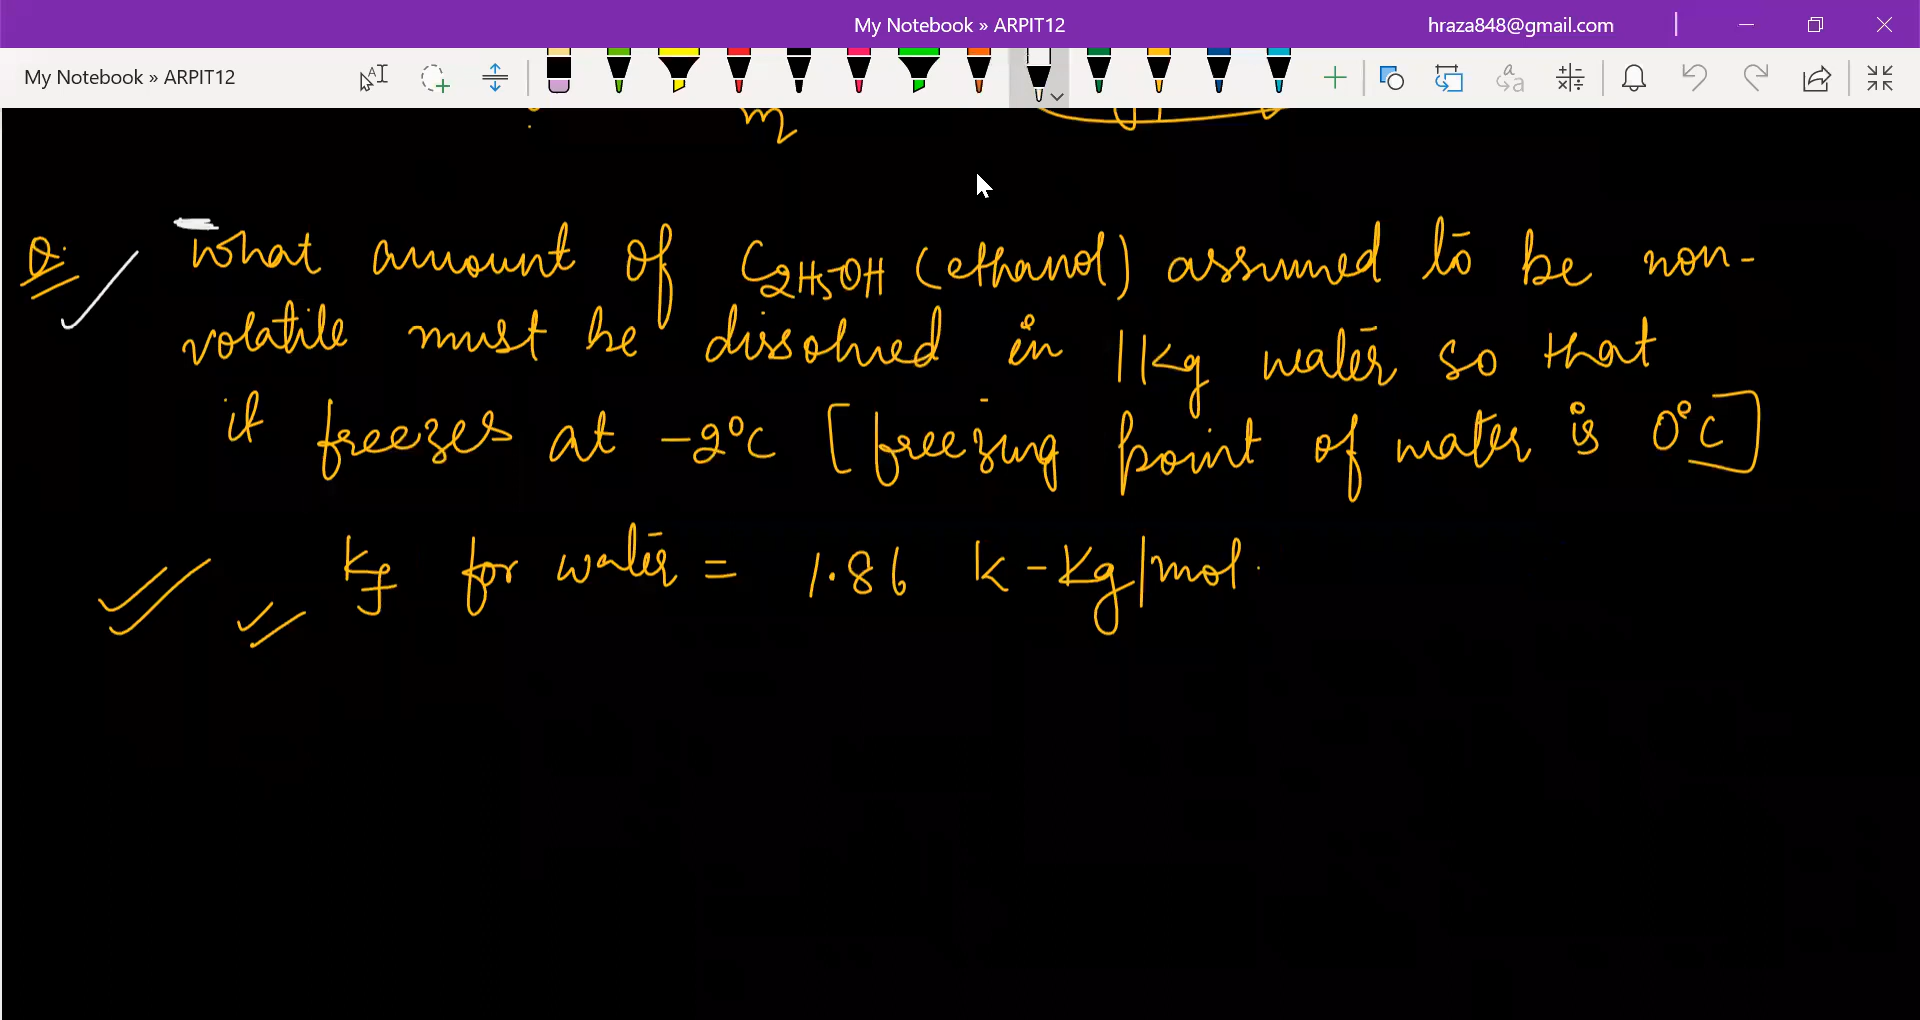 My Notebook » ARPIT12
hraza848@gmail.com
My Notebook » ARPIT12
m
Q. What amount of C2H5OH (ethanol) assumed to be non-
volatile must be dissolved in 1 Kg water so that
it freezes at -2°C [freezing point of water is 0°C]
Kf for water = 1.86 K-Kg/mol.